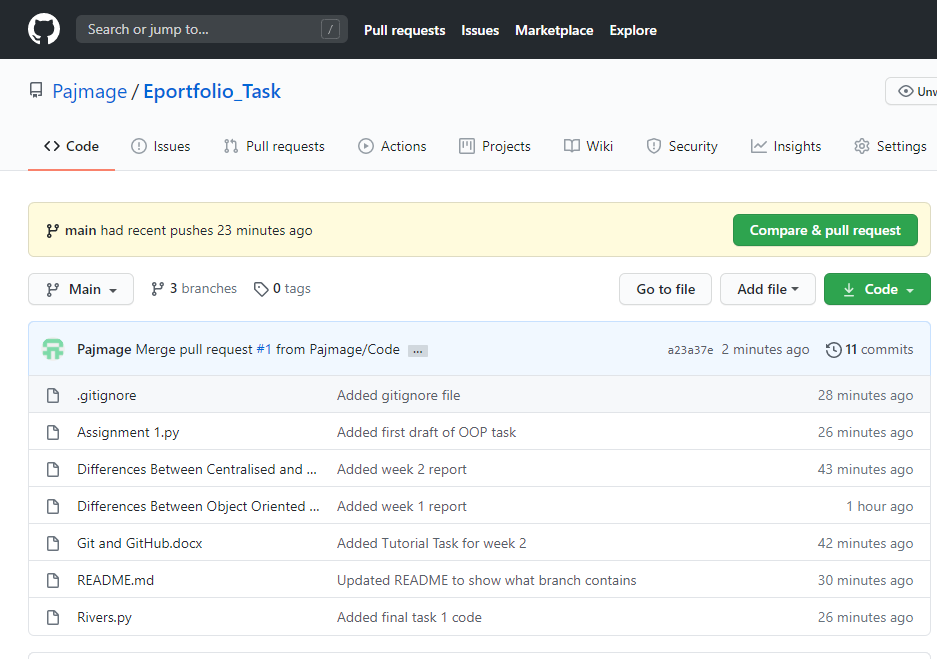 Search or jump to... / Pull requests Issues Marketplace Explore
Pajmage / Eportfolio_Task
Code Issues Pull requests Actions Projects Wiki Security Insights Settings
main had recent pushes 23 minutes ago Compare & pull request
Main 3 branches 0 tags Go to file Add file Code
Pajmage Merge pull request #1 from Pajmage/Code ... a23a37e 2 minutes ago 11 commits
.gitignore Added gitignore file 28 minutes ago
Assignment 1.py Added first draft of OOP task 26 minutes ago
Differences Between Centralised and ... Added week 2 report 43 minutes ago
Differences Between Object Oriented ... Added week 1 report 1 hour ago
Git and GitHub.docx Added Tutorial Task for week 2 42 minutes ago
README.md Updated README to show what branch contains 30 minutes ago
Rivers.py Added final task 1 code 26 minutes ago